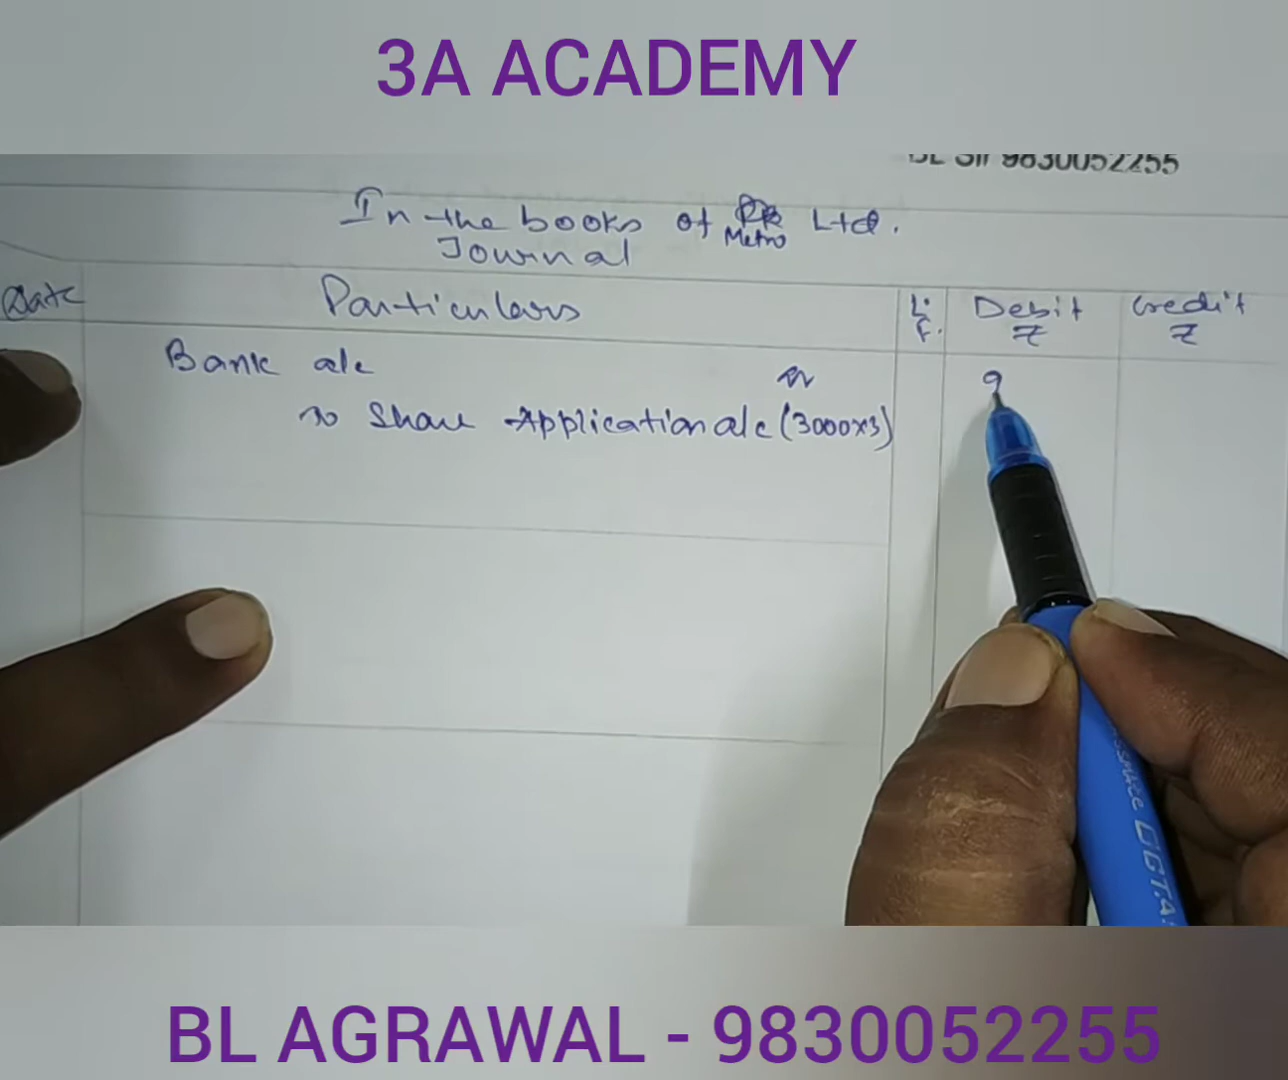 3A ACADEMY
BL Sir 9830052255
In the books of Metro Ltd.
Journal
Date Particulars L.F. Debit ₹ Credit ₹
Bank a/c Dr 9
To Share Application a/c (3000x3)
BL AGRAWAL - 9830052255